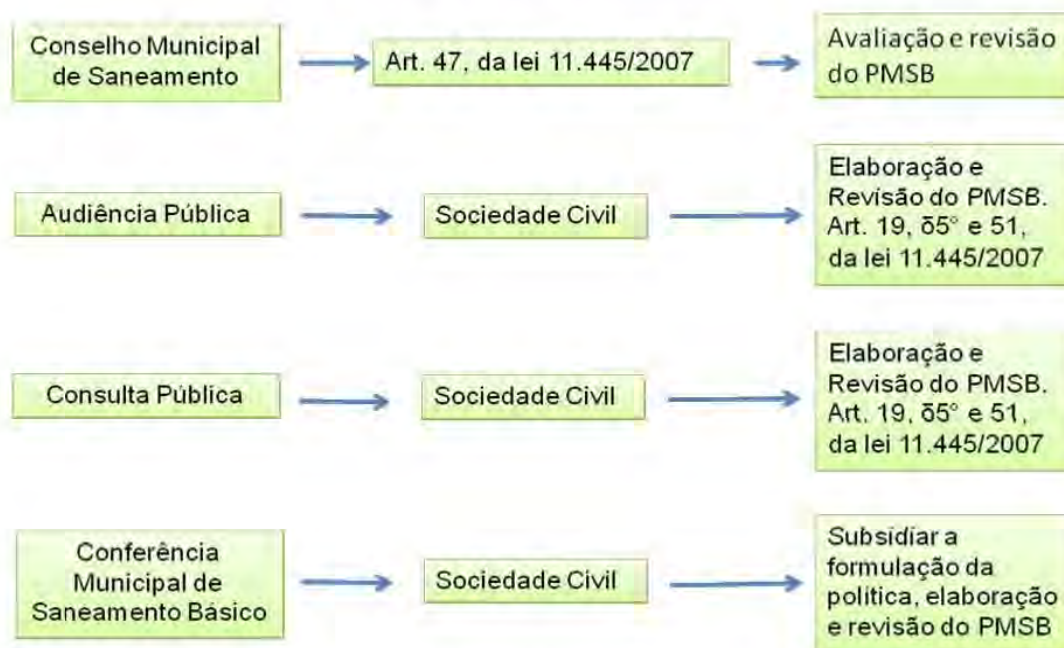 Conselho Municipal
de Saneamento
Art. 47, da lei 11.445/2007
Avaliação e revisão
do PMSB
Audiência Pública
Sociedade Civil
Elaboração e
Revisão do PMSB.
Art. 19, δ5° e 51,
da lei 11.445/2007
Consulta Pública
Sociedade Civil
Elaboração e
Revisão do PMSB.
Art. 19, δ5° e 51,
da lei 11.445/2007
Conferência
Municipal de
Saneamento Básico
Sociedade Civil
Subsidiar a
formulação da
política, elaboração
e revisão do PMSB